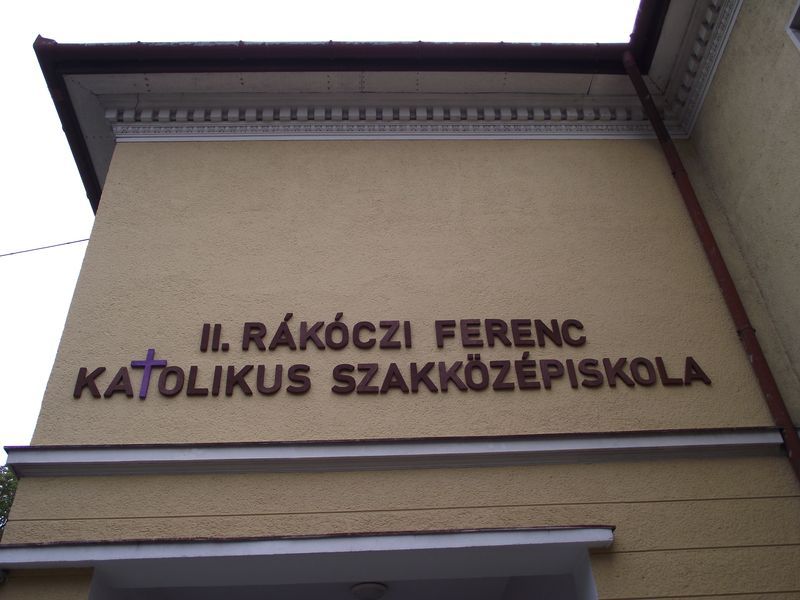 II. RÁKÓCZI FERENC
KATOLIKUS SZAKKÖZÉPISKOLA